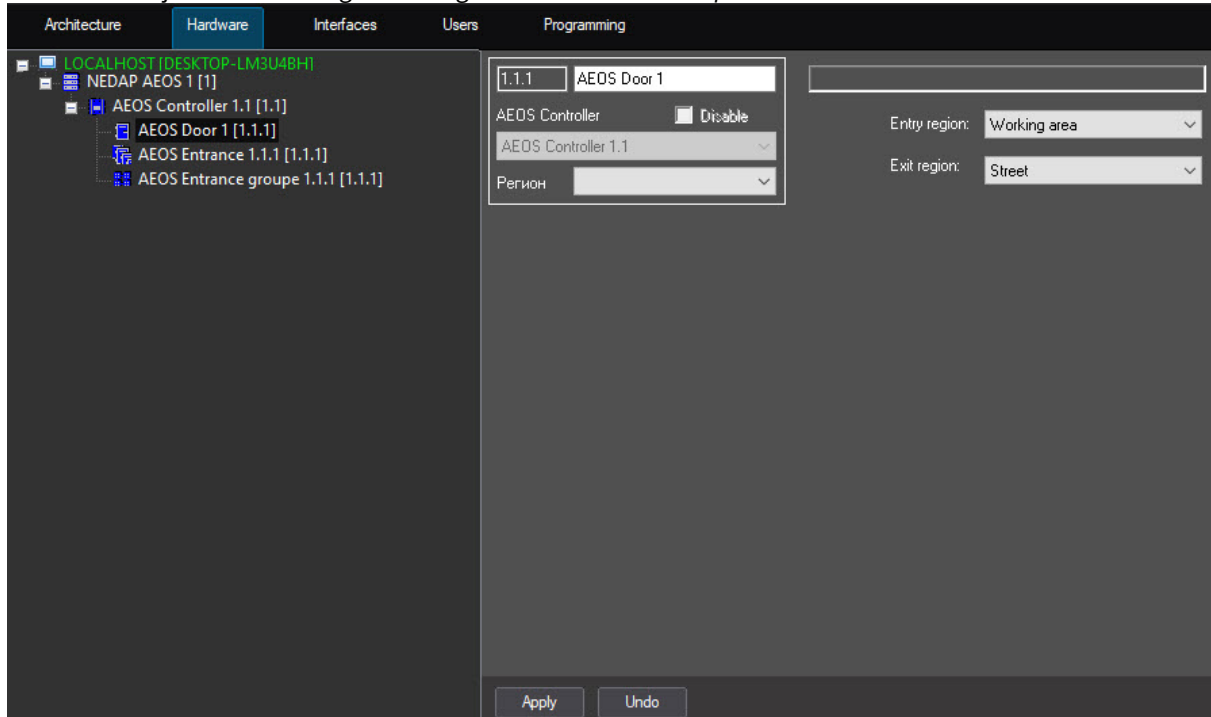 Architecture Hardware Interfaces Users Programming
LOCALHOST [DESKTOP-LM3U4BH]
NEDAP AEOS 1 [1]
AEOS Controller 1.1 [1.1]
AEOS Door 1 [1.1.1]
AEOS Entrance 1.1.1 [1.1.1]
AEOS Entrance groupe 1.1.1 [1.1.1]
1.1.1 AEOS Door 1
AEOS Controller Disable
AEOS Controller 1.1
Регион
Entry region: Working area
Exit region: Street
Apply Undo